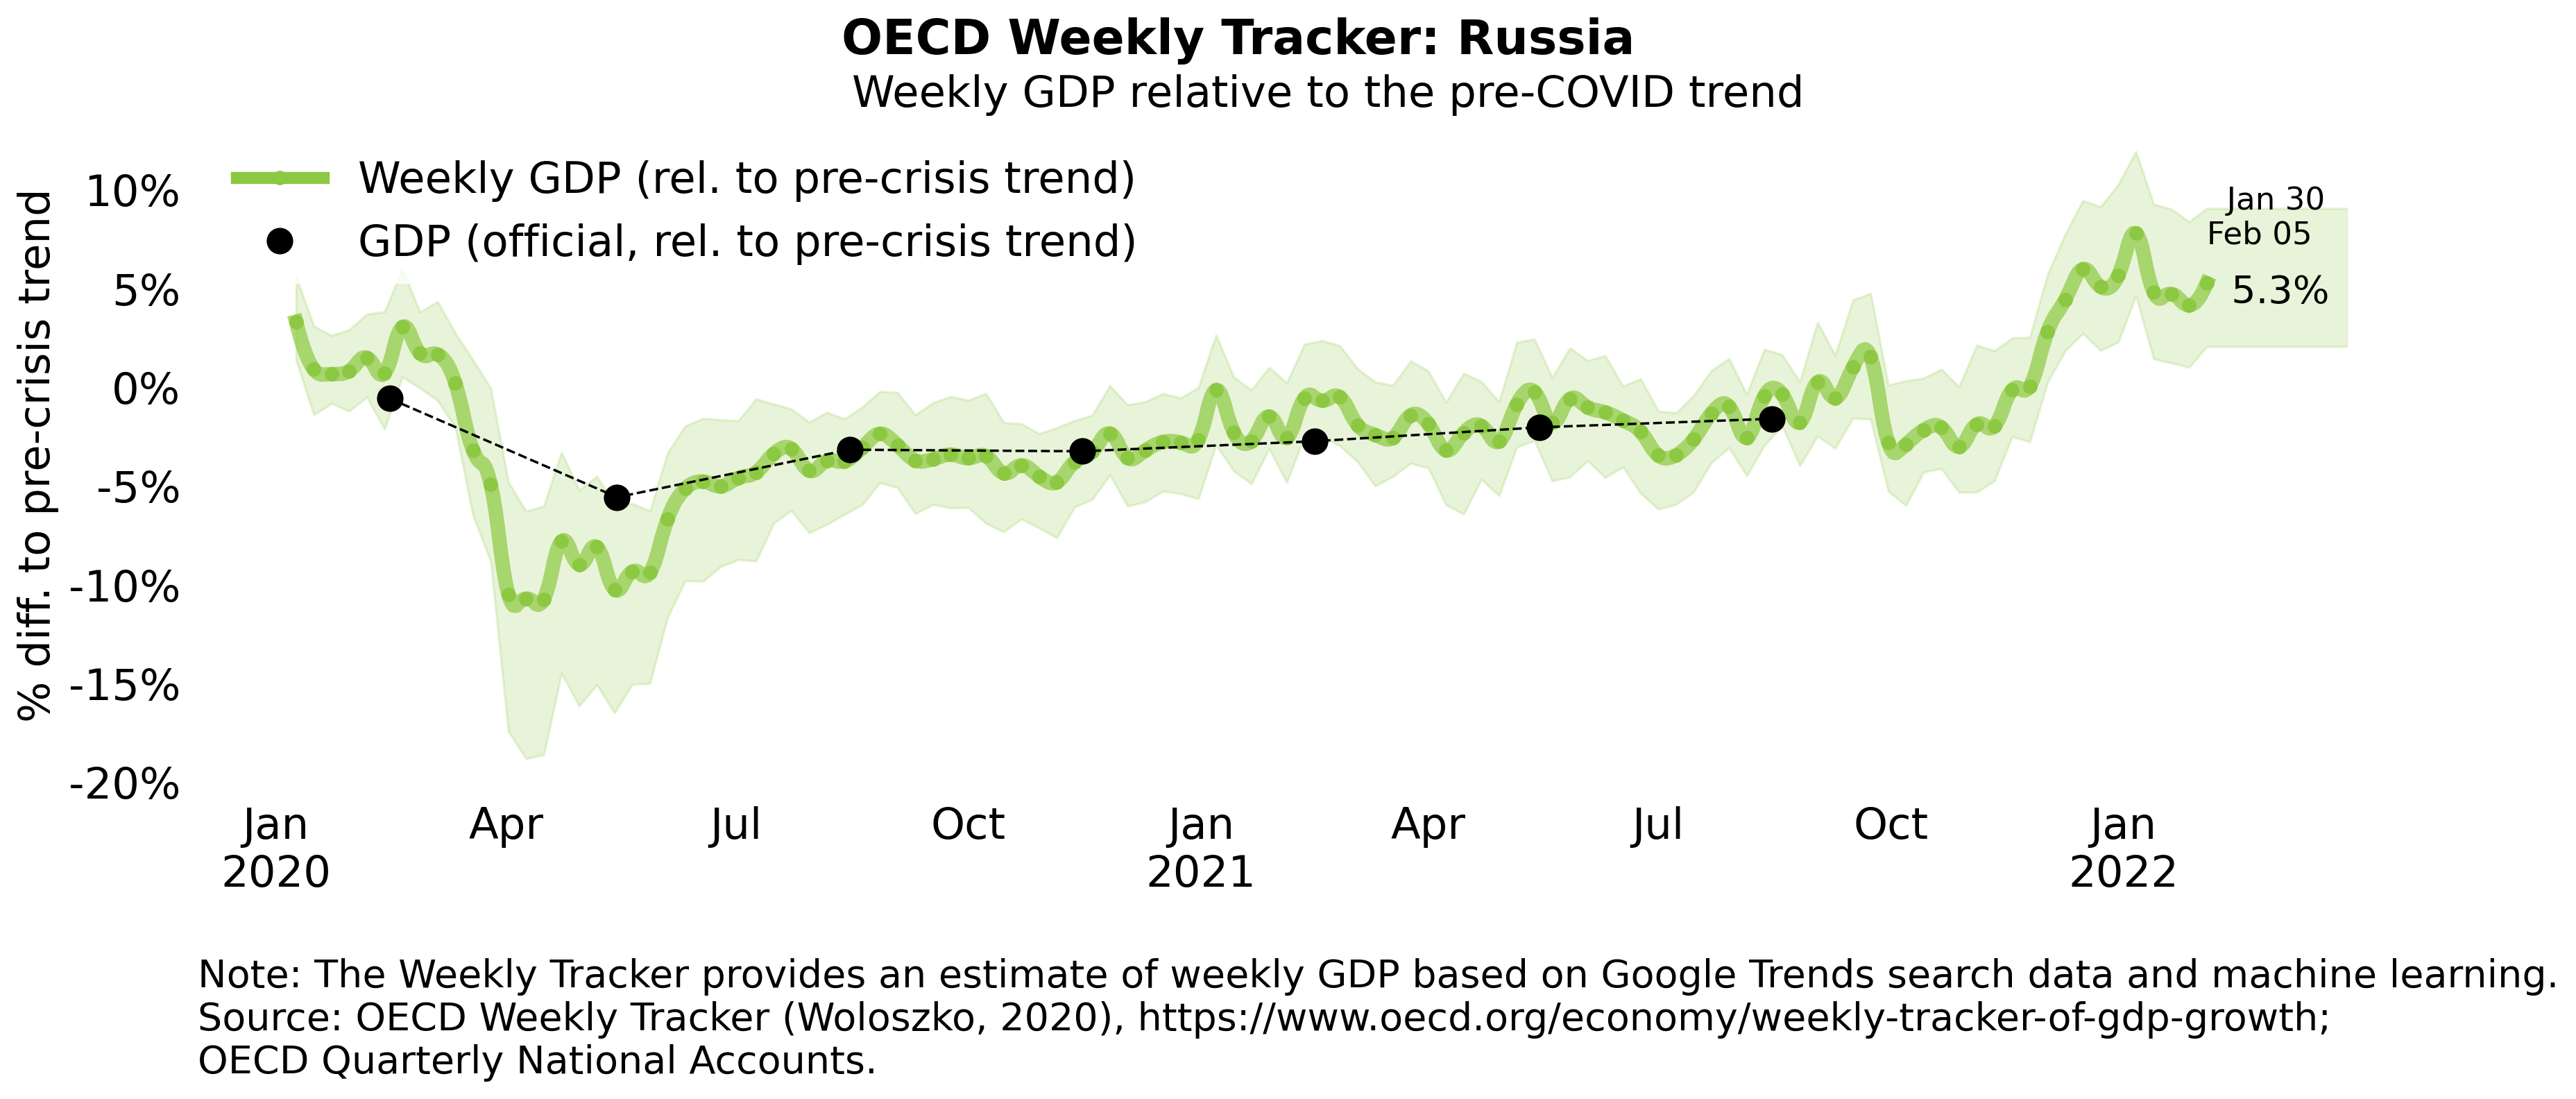 OECD Weekly Tracker: Russia
Weekly GDP relative to the pre-COVID trend
Weekly GDP (rel. to pre-crisis trend)
GDP (official, rel. to pre-crisis trend)
% diff. to pre-crisis trend
10%
5%
0%
-5%
-10%
-15%
-20%
Jan 30
Feb 05
5.3%
Jan Apr Jul Oct Jan Apr Jul Oct Jan
2020 2021 2022
Note: The Weekly Tracker provides an estimate of weekly GDP based on Google Trends search data and machine learning.
Source: OECD Weekly Tracker (Woloszko, 2020), https://www.oecd.org/economy/weekly-tracker-of-gdp-growth;
OECD Quarterly National Accounts.